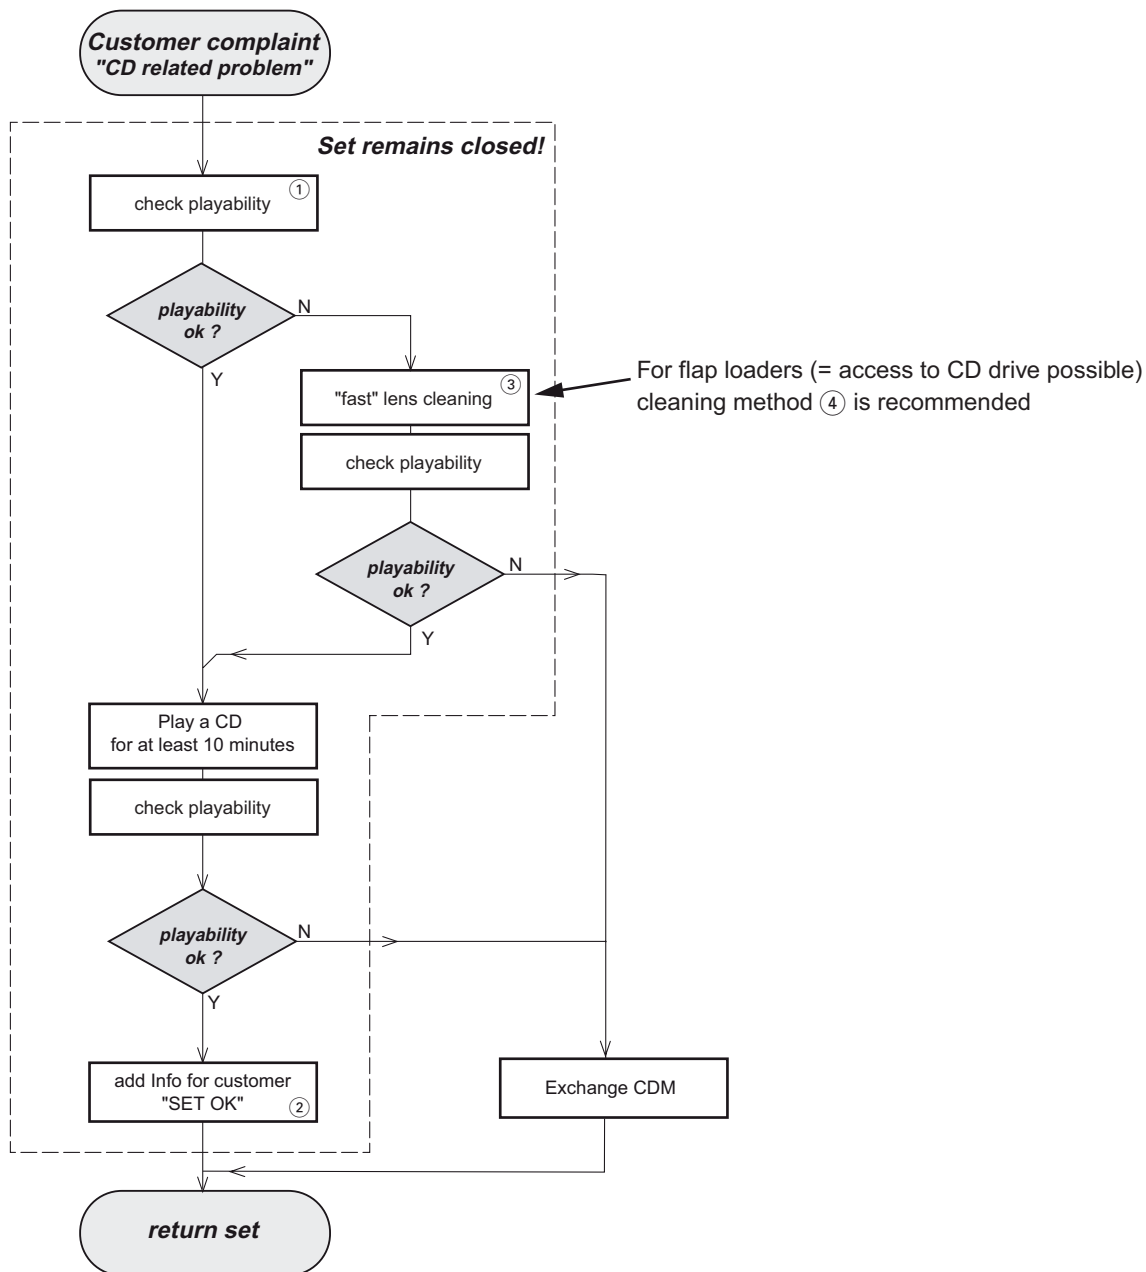 Customer complaint
"CD related problem"
Set remains closed!
check playability ①
playability
ok ?
N
Y
"fast" lens cleaning ③
For flap loaders (= access to CD drive possible)
cleaning method ④ is recommended
check playability
playability
ok ?
N
Y
Play a CD
for at least 10 minutes
check playability
playability
ok ?
N
Y
add Info for customer
"SET OK" ②
Exchange CDM
return set